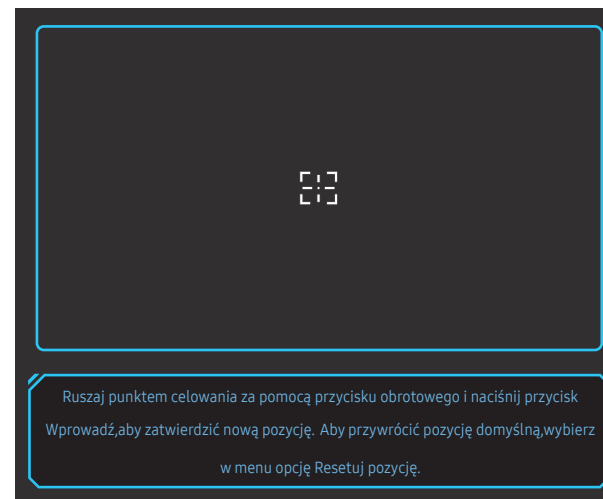 Ruszaj punktem celowania za pomocą przycisku obrotowego i naciśnij przycisk
Wprowadź,aby zatwierdzić nową pozycję. Aby przywrócić pozycję domyślną,wybierz
w menu opcję Resetuj pozycję.